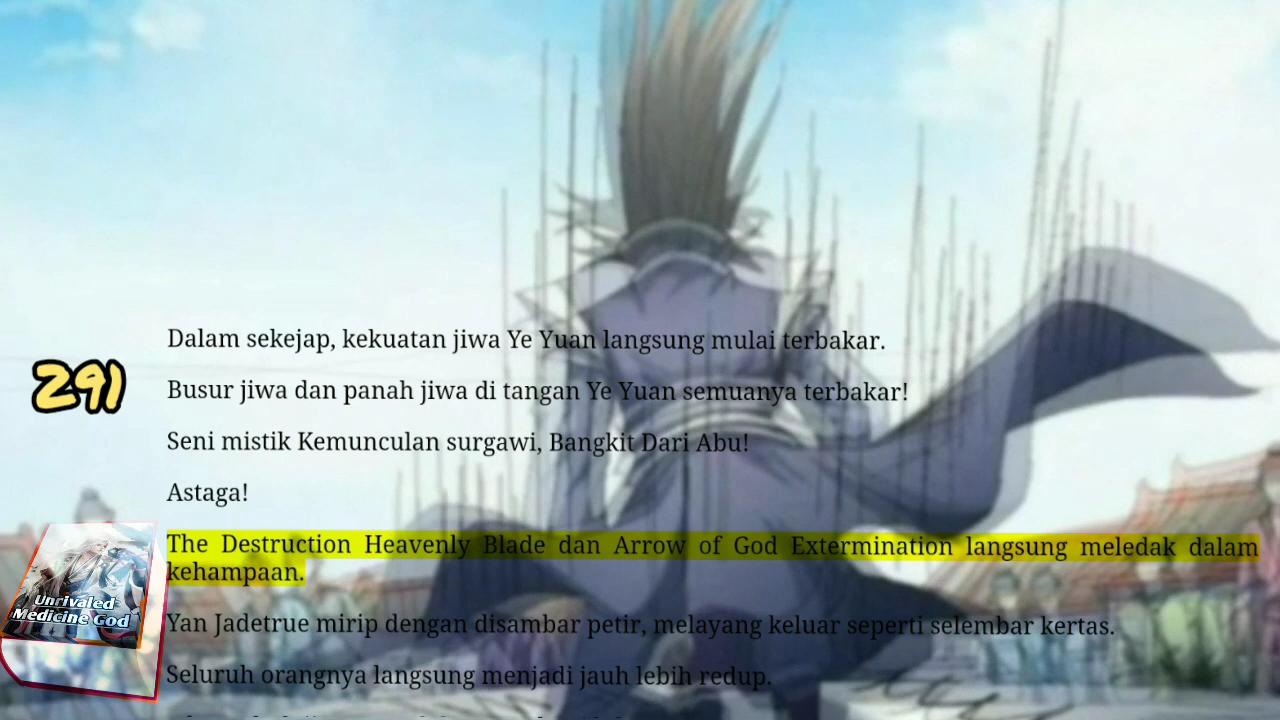 Dalam sekejap, kekuatan jiwa Ye Yuan langsung mulai terbakar.
291
Busur jiwa dan panah jiwa di tangan Ye Yuan semuanya terbakar!
Seni mistik Kemunculan surgawi, Bangkit Dari Abu!
Astaga!
The Destruction Heavenly Blade dan Arrow of God Extermination langsung meledak dalam
kehampaan.
Unrivaled
Medicine God
Yan Jadetrue mirip dengan disambar petir, melayang keluar seperti selembar kertas.
Seluruh orangnya langsung menjadi jauh lebih redup.